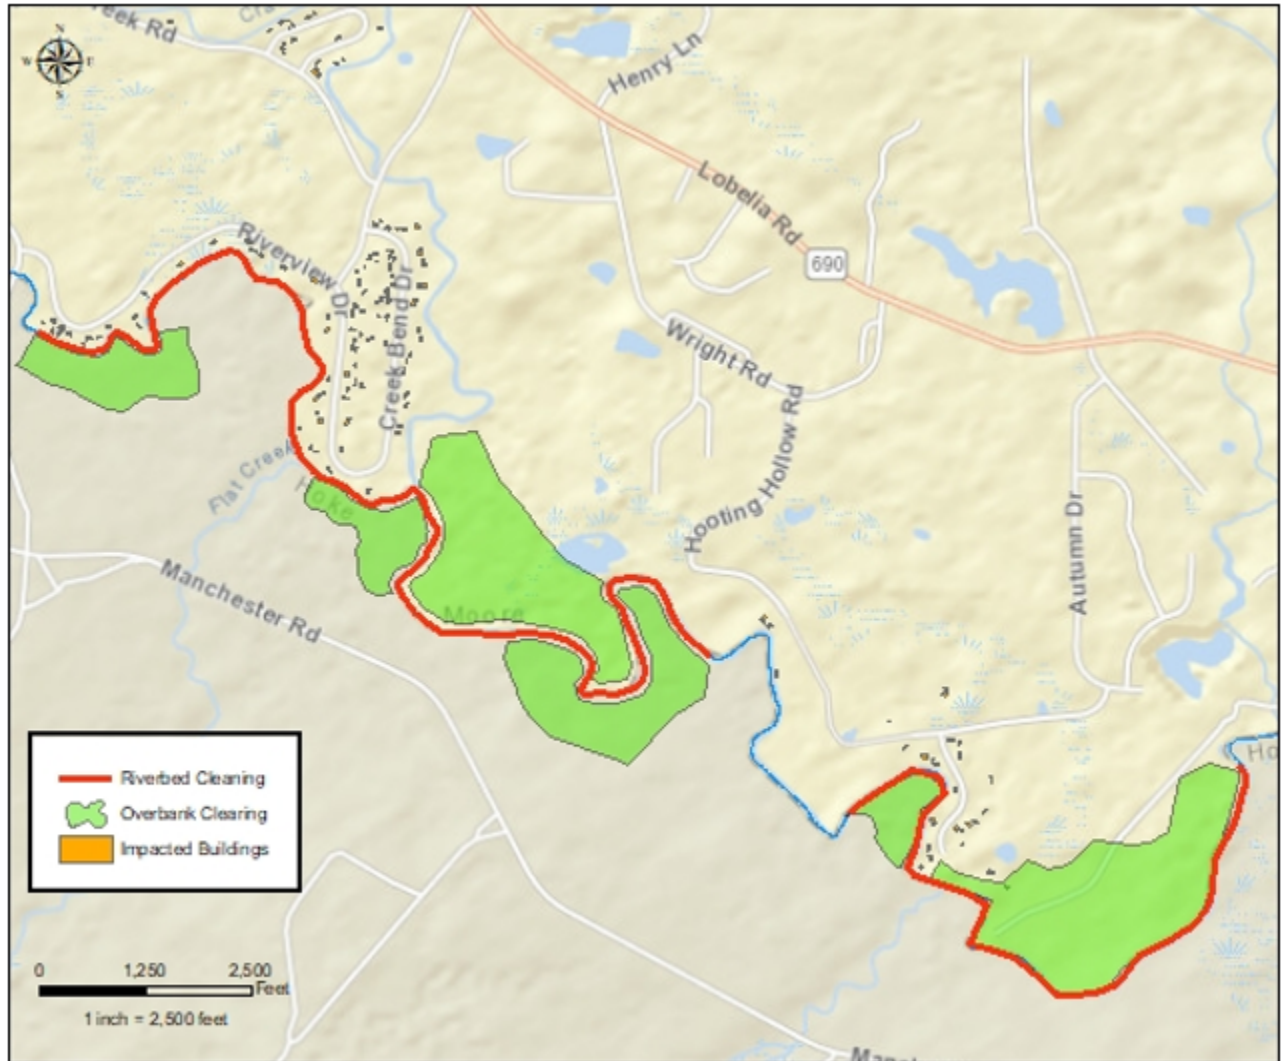 eek Rd
N
W E
S
Henry Ln
Lobelia Rd
690
Riverview Dr
Creek Bend Dr
Wright Rd
Hooting Hollow Rd
Flat Creek
Hoke
Autumn Dr
Manchester Rd
Moore
Ho
Riverbed Cleaning
Overbank Clearing
Impacted Buildings
0 1,250 2,500
Feet
1 inch = 2,500 feet